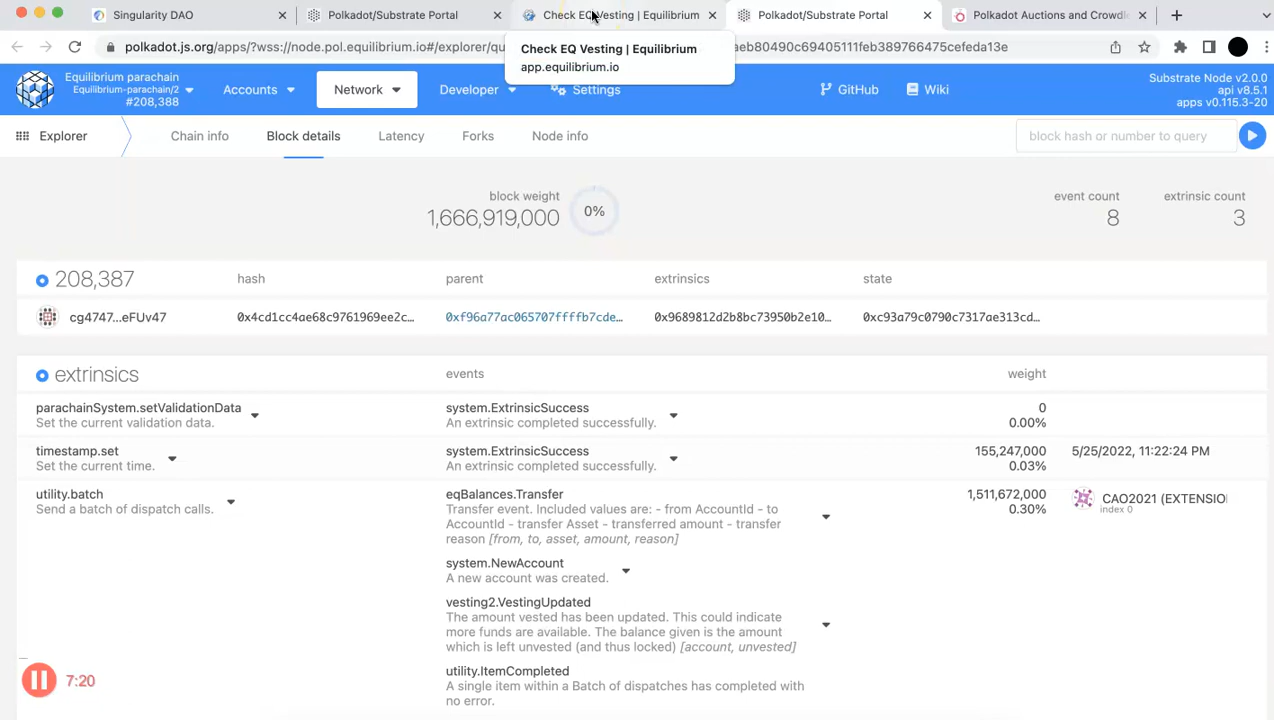 Singularity DAO
Polkadot/Substrate Portal
Check EQ Vesting | Equilibrium
Polkadot/Substrate Portal
Polkadot Auctions and Crowdl
polkadot.js.org/apps/?wss://node.pol.equilibrium.io#/explorer/qu
aeb80490c69405111feb789766475cefeda13e
Check EQ Vesting | Equilibrium
app.equilibrium.io
Equilibrium parachain
Equilibrium-parachain/2
#208,388
Accounts
Network
Developer
Settings
GitHub
Wiki
Substrate Node v2.0.0
api v8.5.1
apps v0.115.3-20
Explorer
Chain info
Block details
Latency
Forks
Node info
block hash or number to query
block weight
1,666,919,000
0%
event count
8
extrinsic count
3
208,387
hash
parent
extrinsics
state
cg4747…eFUv47
0x4cd1cc4ae68c9761969ee2c…
0xf96a77ac065707ffffb7cde…
0x9689812d2b8bc73950b2e10…
0xc93a79c0790c7317ae313cd…
extrinsics
events
weight
parachainSystem.setValidationData
Set the current validation data.
system.ExtrinsicSuccess
An extrinsic completed successfully.
0
0.00%
timestamp.set
Set the current time.
system.ExtrinsicSuccess
An extrinsic completed successfully.
155,247,000
0.03%
5/25/2022, 11:22:24 PM
utility.batch
Send a batch of dispatch calls.
eqBalances.Transfer
Transfer event. Included values are: - from AccountId - to
AccountId - transfer Asset - transferred amount - transfer
reason [from, to, asset, amount, reason]
1,511,672,000
0.30%
CAO2021 (EXTENSIO
index 0
system.NewAccount
A new account was created.
vesting2.VestingUpdated
The amount vested has been updated. This could indicate
more funds are available. The balance given is the amount
which is left unvested (and thus locked) [account, unvested]
utility.ItemCompleted
A single item within a Batch of dispatches has completed with
no error.
7:20